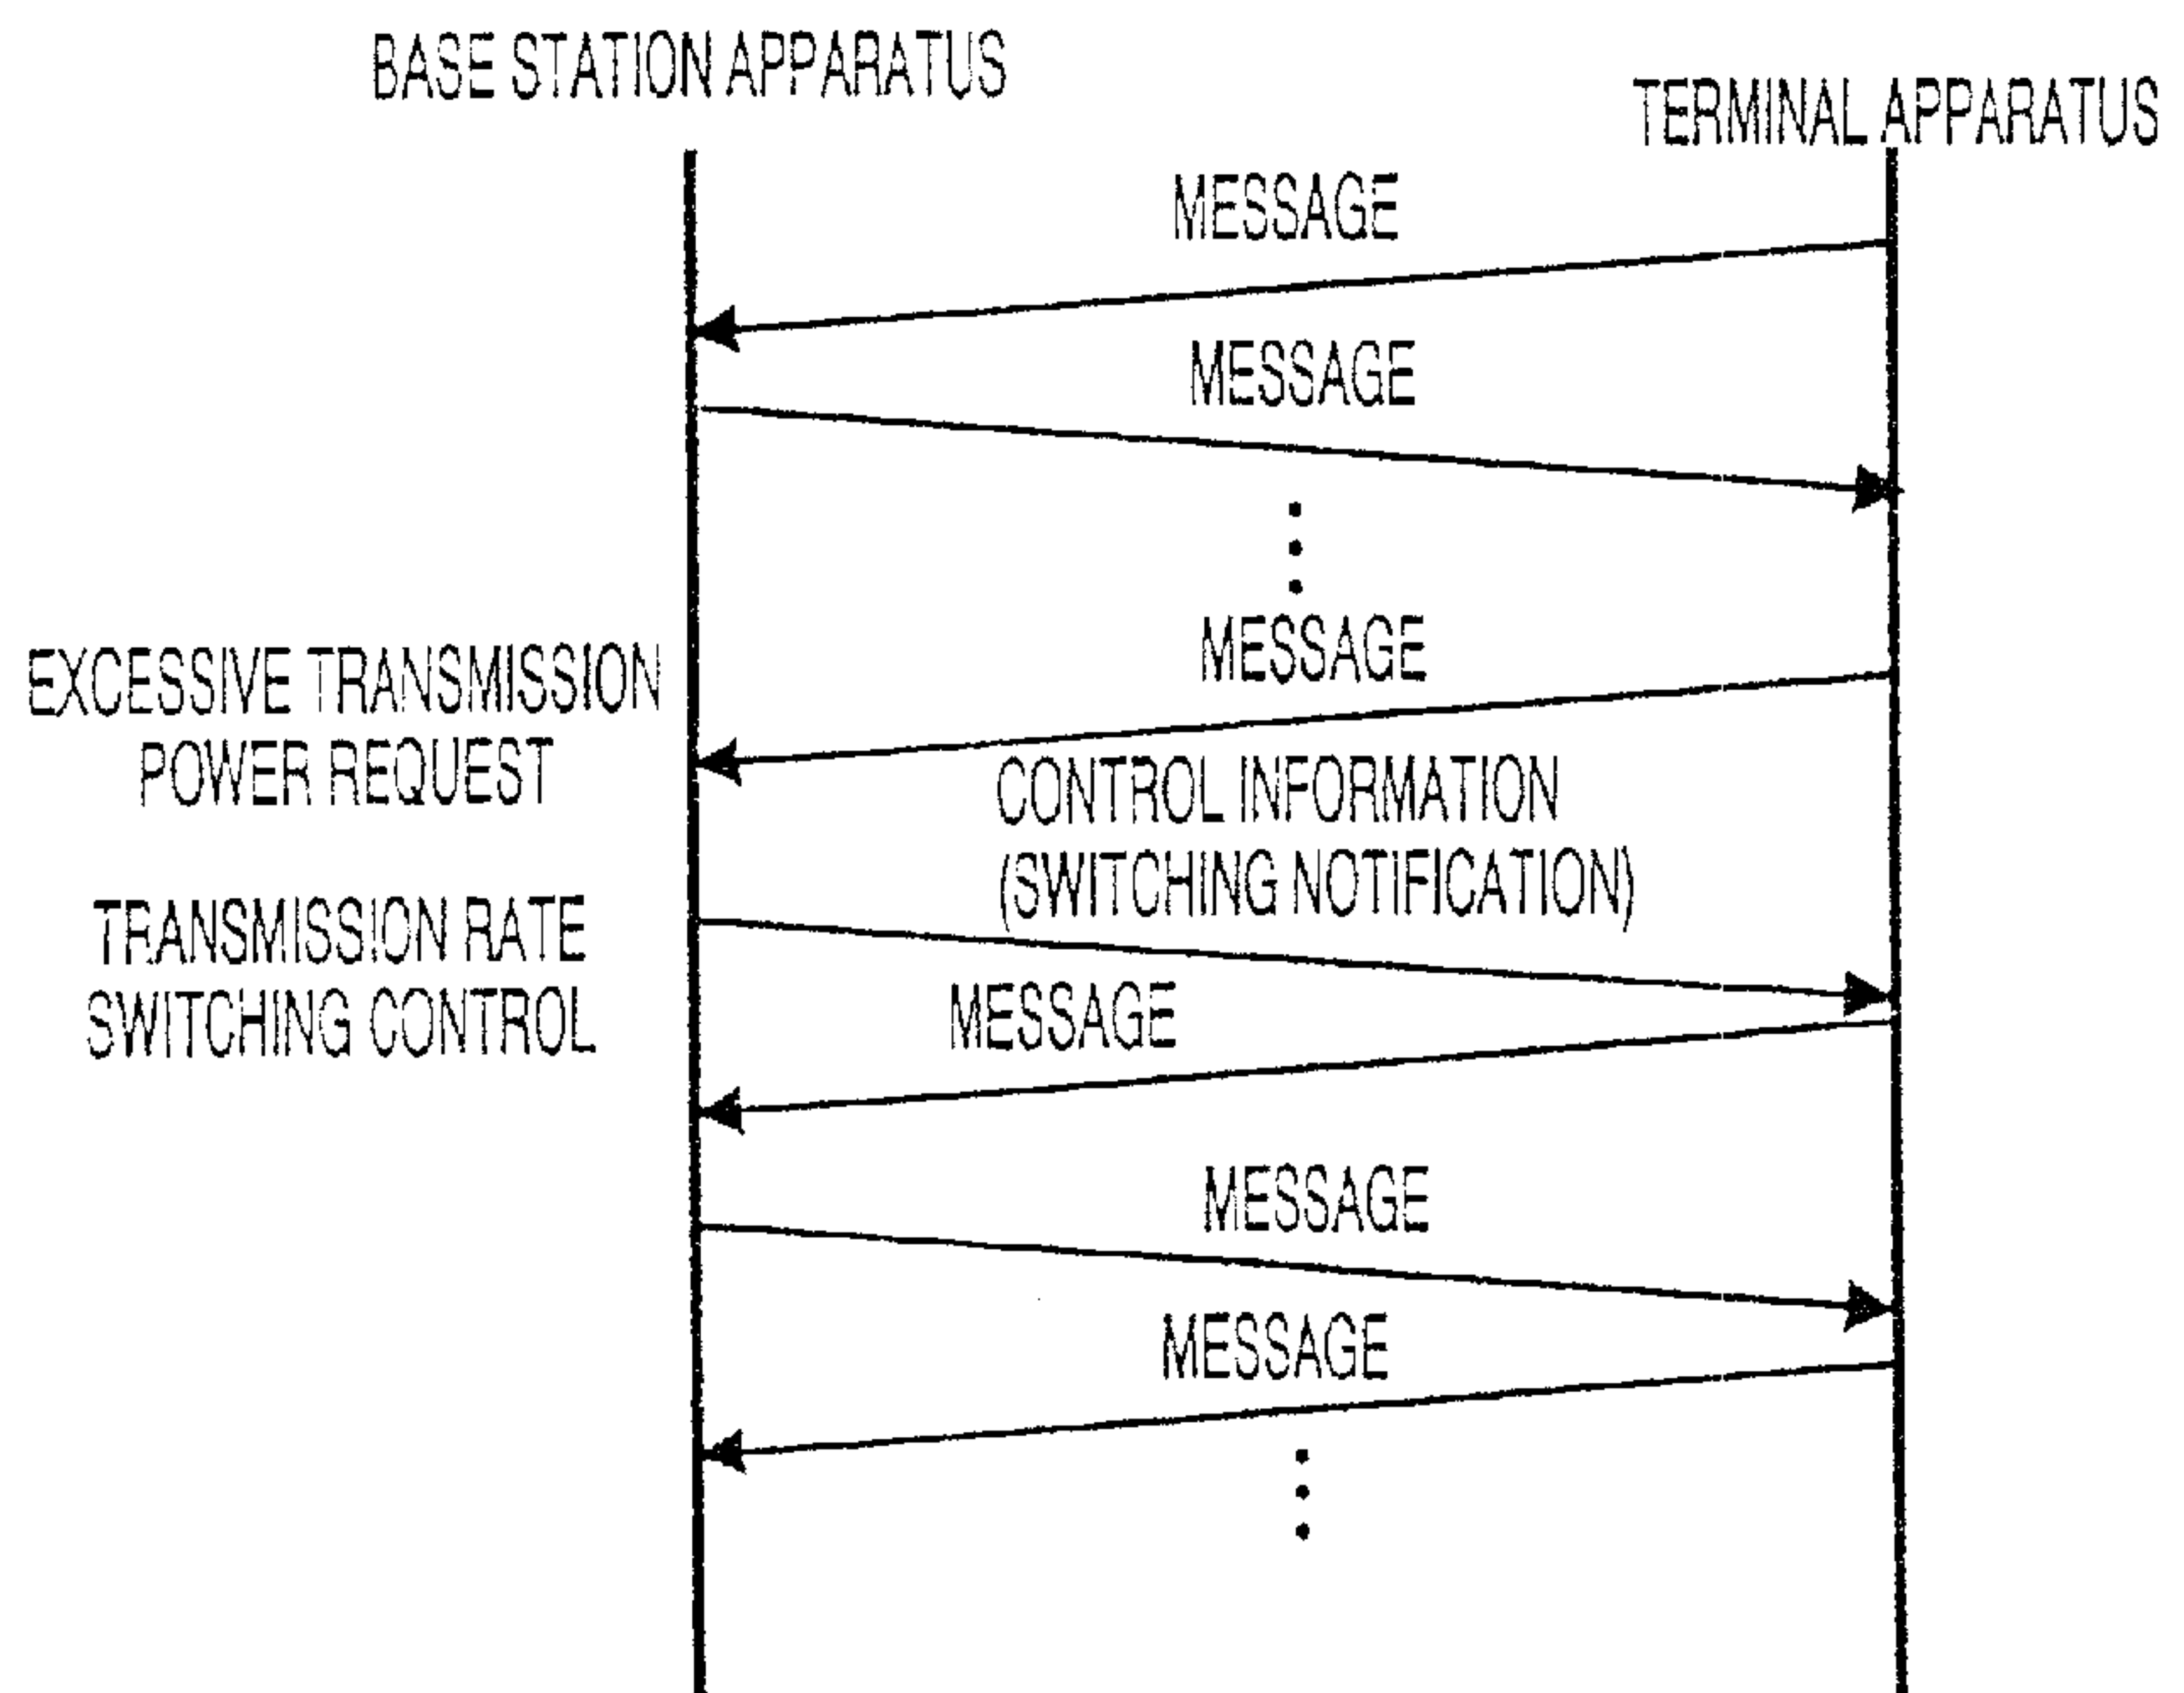 BASE STATION APPARATUS
TERMINAL APPARATUS
MESSAGE
MESSAGE
MESSAGE
EXCESSIVE TRANSMISSION
POWER REQUEST
CONTROL INFORMATION
(SWITCHING NOTIFICATION)
TRANSMISSION RATE
SWITCHING CONTROL
MESSAGE
MESSAGE
MESSAGE